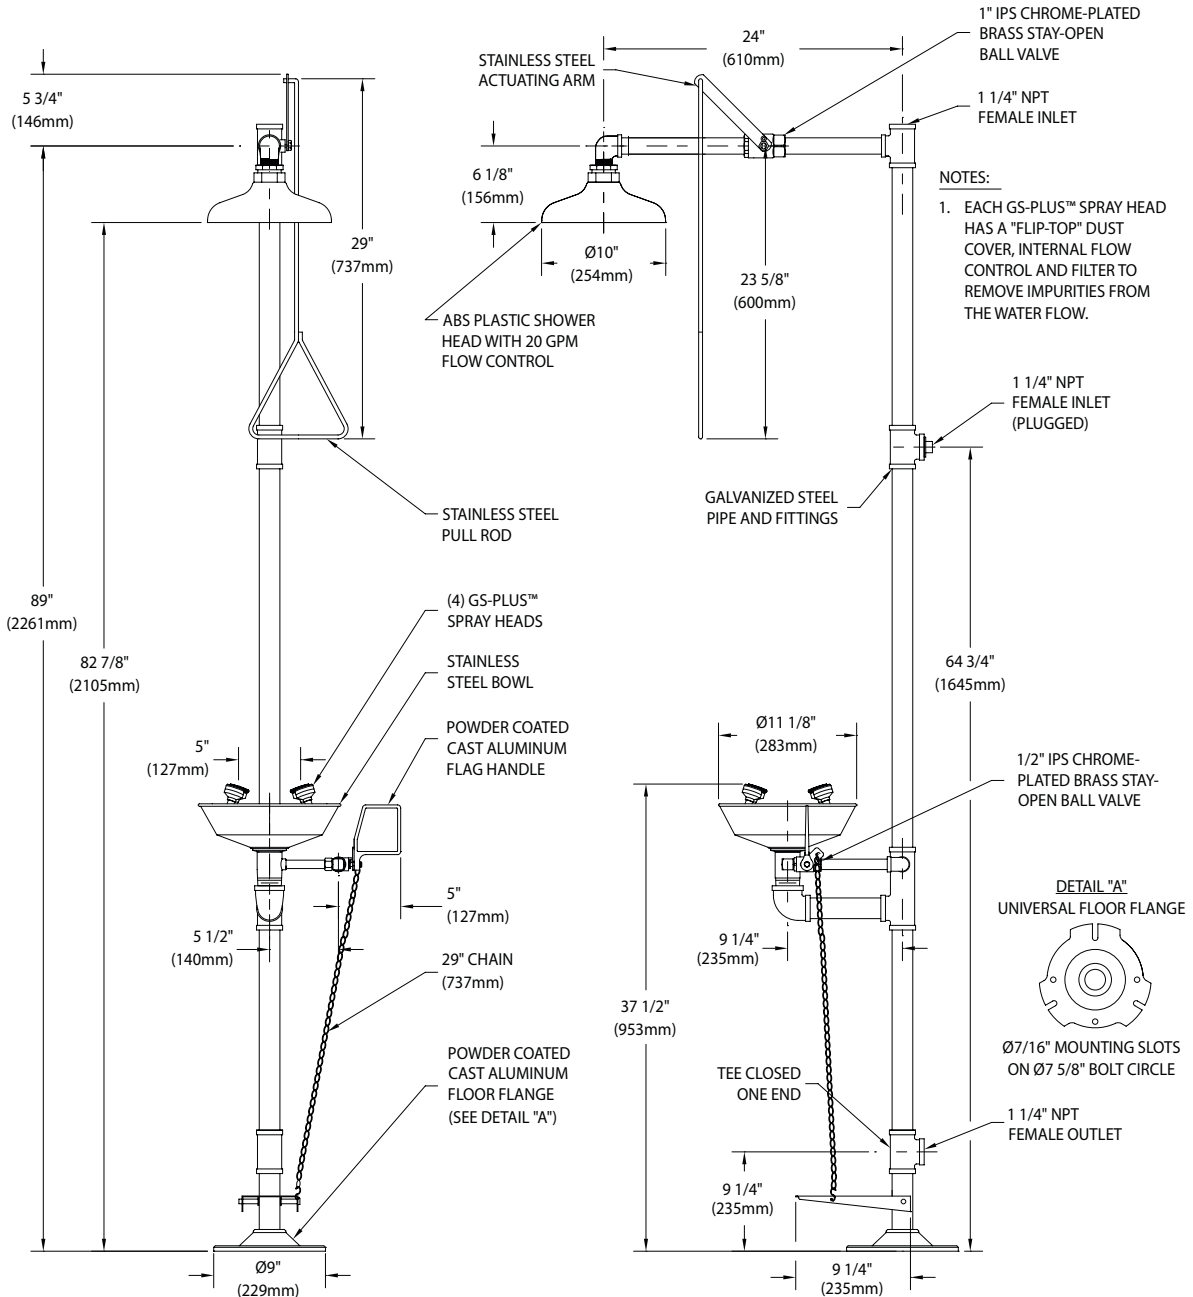 5 3/4"
(146mm)
29"
(737mm)
89"
(2261mm)
82 7/8"
(2105mm)
STAINLESS STEEL
PULL ROD
(4) GS-PLUS™
SPRAY HEADS
STAINLESS
STEEL BOWL
POWDER COATED
CAST ALUMINUM
FLAG HANDLE
5"
(127mm)
5"
(127mm)
5 1/2"
(140mm)
29" CHAIN
(737mm)
POWDER COATED
CAST ALUMINUM
FLOOR FLANGE
(SEE DETAIL "A")
Ø9"
(229mm)
24"
(610mm)
STAINLESS STEEL
ACTUATING ARM
1" IPS CHROME-PLATED
BRASS STAY-OPEN
BALL VALVE
1 1/4" NPT
FEMALE INLET
6 1/8"
(156mm)
Ø10"
(254mm)
23 5/8"
(600mm)
ABS PLASTIC SHOWER
HEAD WITH 20 GPM
FLOW CONTROL
NOTES:
1. EACH GS-PLUS™ SPRAY HEAD
HAS A "FLIP-TOP" DUST
COVER, INTERNAL FLOW
CONTROL AND FILTER TO
REMOVE IMPURITIES FROM
THE WATER FLOW.
1 1/4" NPT
FEMALE INLET
(PLUGGED)
GALVANIZED STEEL
PIPE AND FITTINGS
64 3/4"
(1645mm)
Ø11 1/8"
(283mm)
1/2" IPS CHROME-
PLATED BRASS STAY-
OPEN BALL VALVE
9 1/4"
(235mm)
37 1/2"
(953mm)
DETAIL "A"
UNIVERSAL FLOOR FLANGE
Ø7/16" MOUNTING SLOTS
ON Ø7 5/8" BOLT CIRCLE
TEE CLOSED
ONE END
1 1/4" NPT
FEMALE OUTLET
9 1/4"
(235mm)
9 1/4"
(235mm)